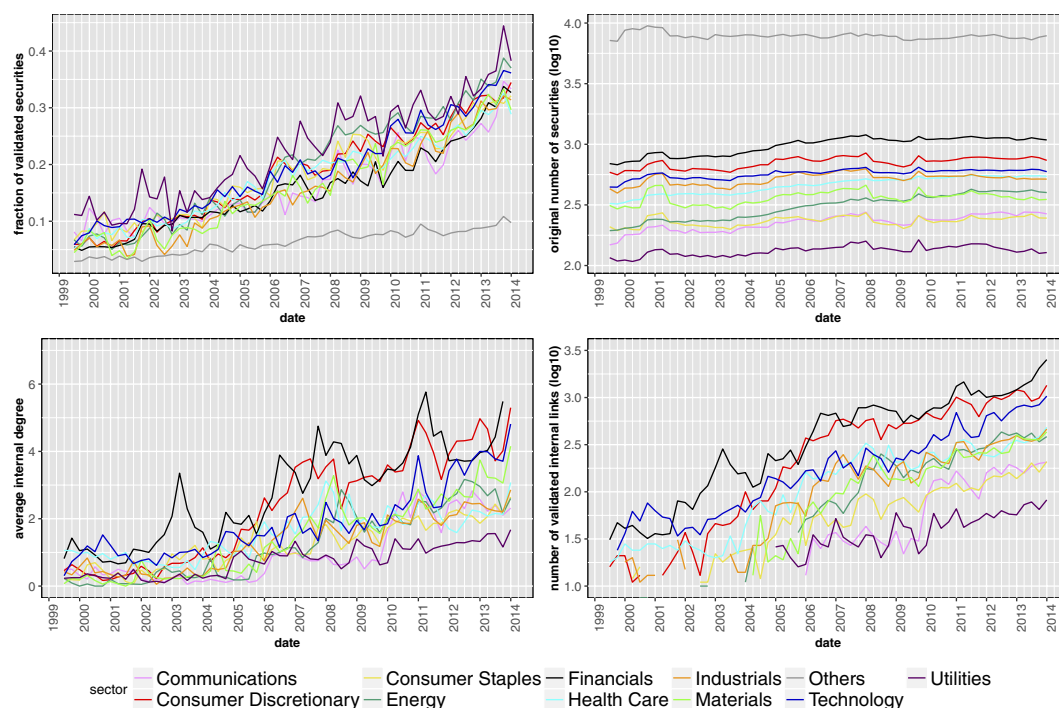 fraction of validated securities
0.4
0.3
0.2
0.1
1999 2000 2001 2002 2003 2004 2005 2006 2007 2008 2009 2010 2011 2012 2013 2014
date
original number of securities (log10)
4.0
3.5
3.0
2.5
2.0
1999 2000 2001 2002 2003 2004 2005 2006 2007 2008 2009 2010 2011 2012 2013 2014
date
average internal degree
6
4
2
0
1999 2000 2001 2002 2003 2004 2005 2006 2007 2008 2009 2010 2011 2012 2013 2014
date
number of validated internal links (log10)
3.5
3.0
2.5
2.0
1.5
1.0
1999 2000 2001 2002 2003 2004 2005 2006 2007 2008 2009 2010 2011 2012 2013 2014
date
sector
Communications Consumer Staples Financials Industrials Others Utilities
Consumer Discretionary Energy Health Care Materials Technology